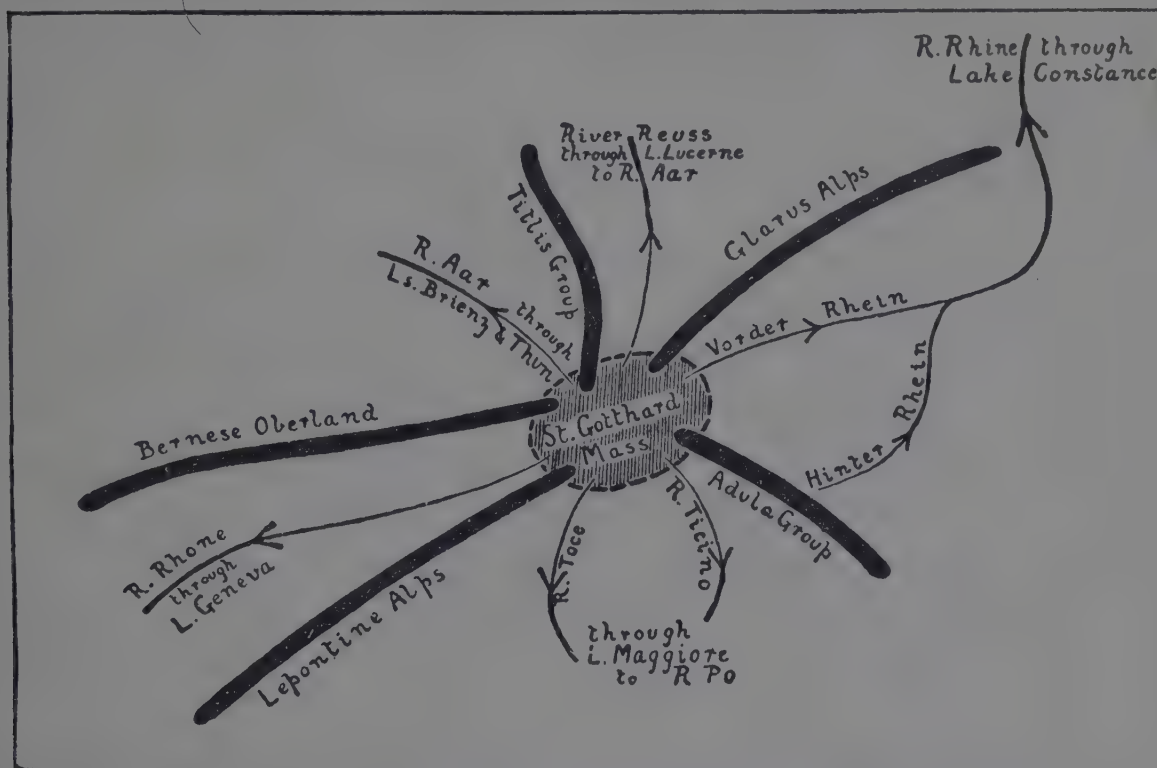 R. Rhine through
Lake Constance
River Reuss
through L. Lucerne
to R. Aar
Titlis Group
Glarus Alps
R. Aar
through
Ls. Brienz & Thun
Vorder Rhein
Hinter Rhein
Bernese Oberland
St. Gotthard
Mass
Adula Group
R. Rhone
through
L. Geneva
Lepontine Alps
R. Toce
R. Ticino
through
L. Maggiore
to R Po